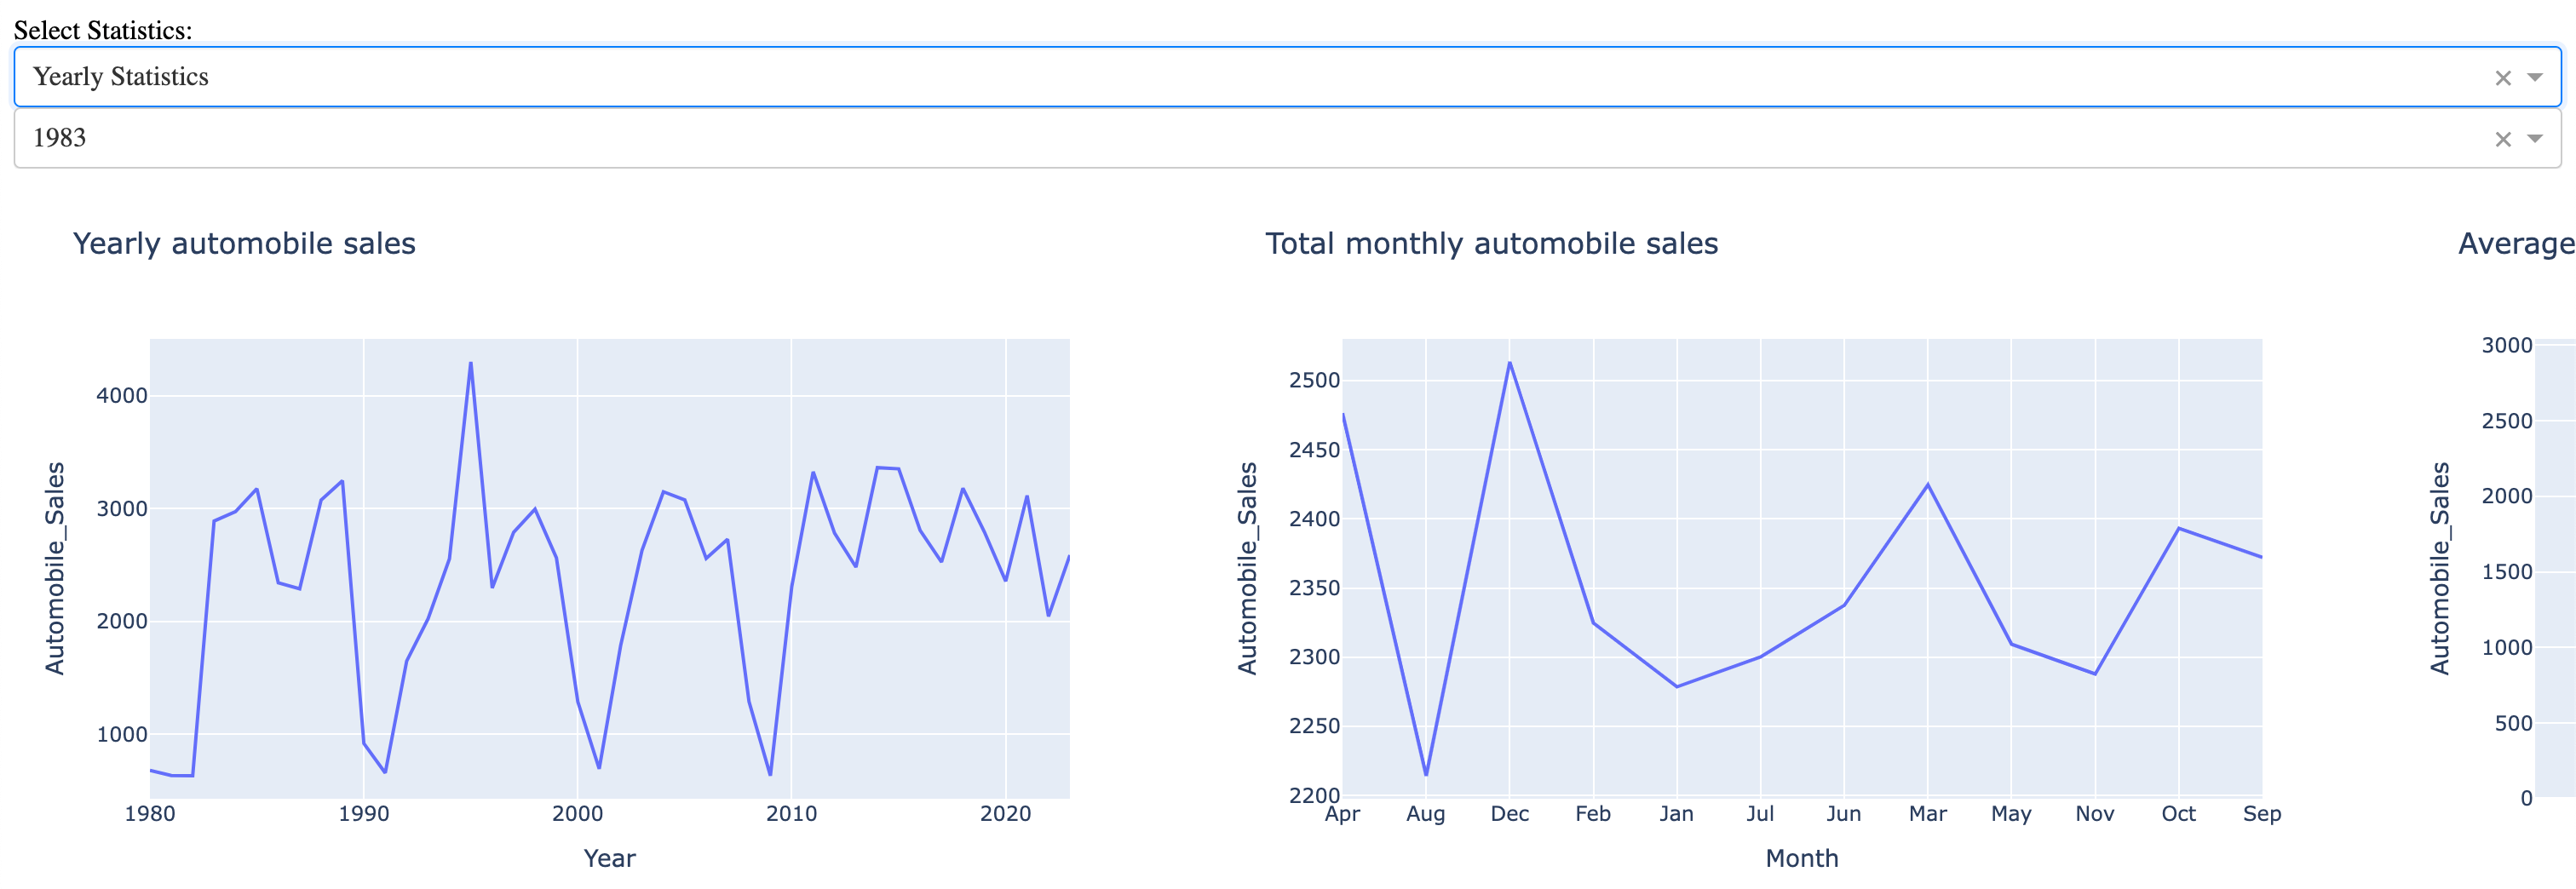 Select Statistics:
Yearly Statistics
1983
Yearly automobile sales
Automobile_Sales
4000
3000
2000
1000
1980 1990 2000 2010 2020
Year
Total monthly automobile sales
Automobile_Sales
2500
2450
2400
2350
2300
2250
2200
Apr Aug Dec Feb Jan Jul Jun Mar May Nov Oct Sep
Month
Average
Automobile_Sales
3000
2500
2000
1500
1000
500
0